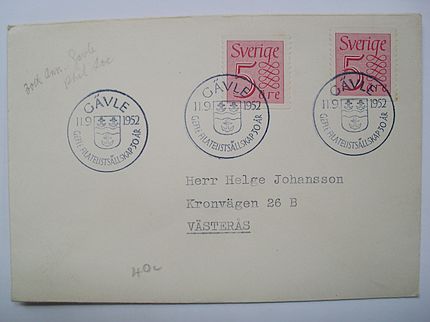 30th Ann. Gavle
Phil Soc
Sverige
5
öre
Sverige
5
öre
GÄVLE
11.9 1952
GEFLE FILATELISTSÄLLSKAP 30 ÅR
GÄVLE
11.9 1952
GEFLE FILATELISTSÄLLSKAP 30 ÅR
GÄVLE
11.9 1952
GEFLE FILATELISTSÄLLSKAP 30 ÅR
Herr Helge Johansson
Kronvägen 26 B
VÄSTERÅS
40c